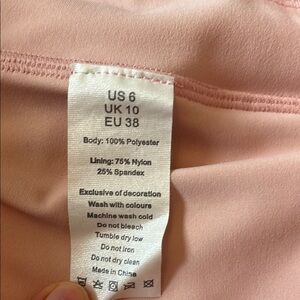 US 6
UK 10
EU 38
Body: 100% Polyester
Lining: 75% Nylon
25% Spandex
Exclusive of decoration
Wash with colours
Machine wash cold
Do not bleach
Tumble dry low
Do not iron
Do not dry clean
Made in China